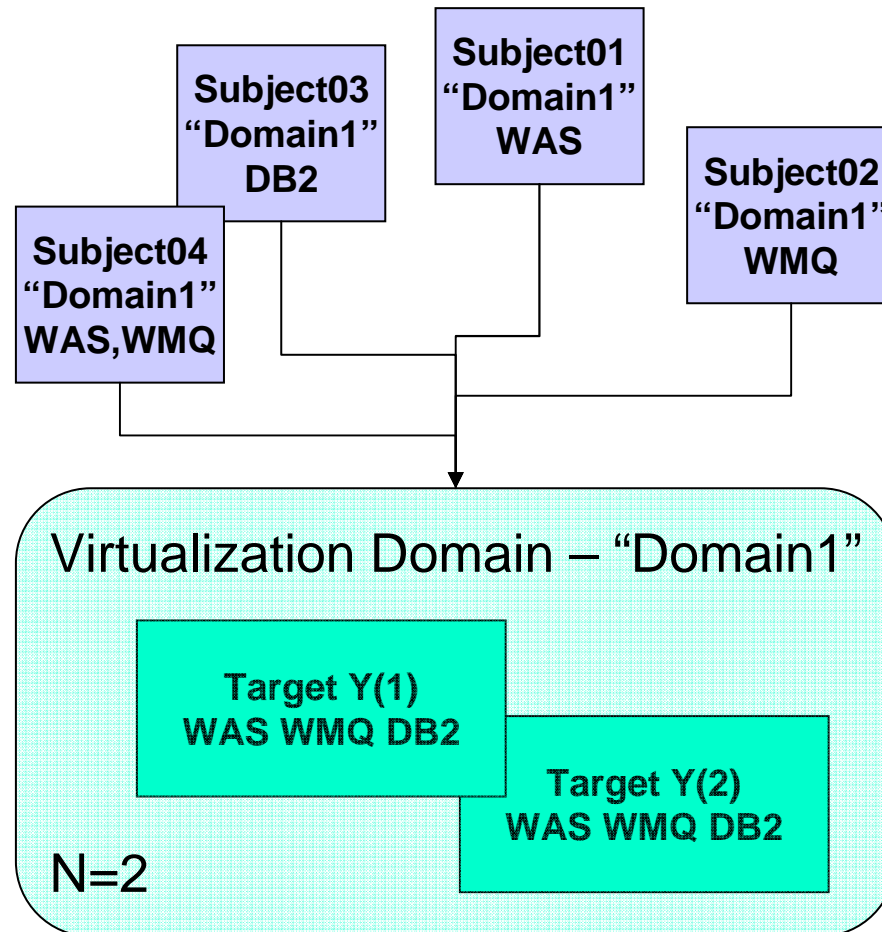 Subject01
“Domain1”
WAS
Subject03
“Domain1”
DB2
Subject02
“Domain1”
WMQ
Subject04
“Domain1”
WAS,WMQ
Virtualization Domain – “Domain1”
Target Y(1)
WAS WMQ DB2
Target Y(2)
WAS WMQ DB2
N=2